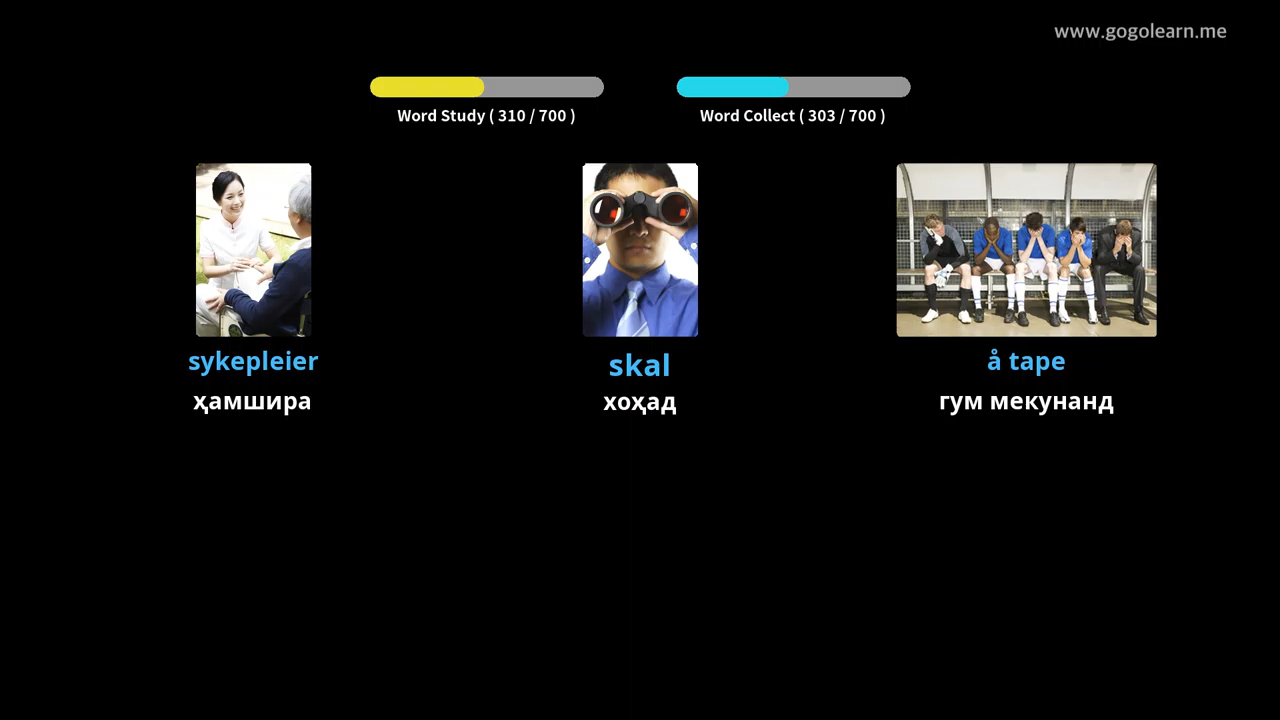 www.gogolearn.me
Word Study ( 310 / 700 )
Word Collect ( 303 / 700 )
sykepleier
ҳамшира
skal
хоҳад
å tape
гум мекунанд